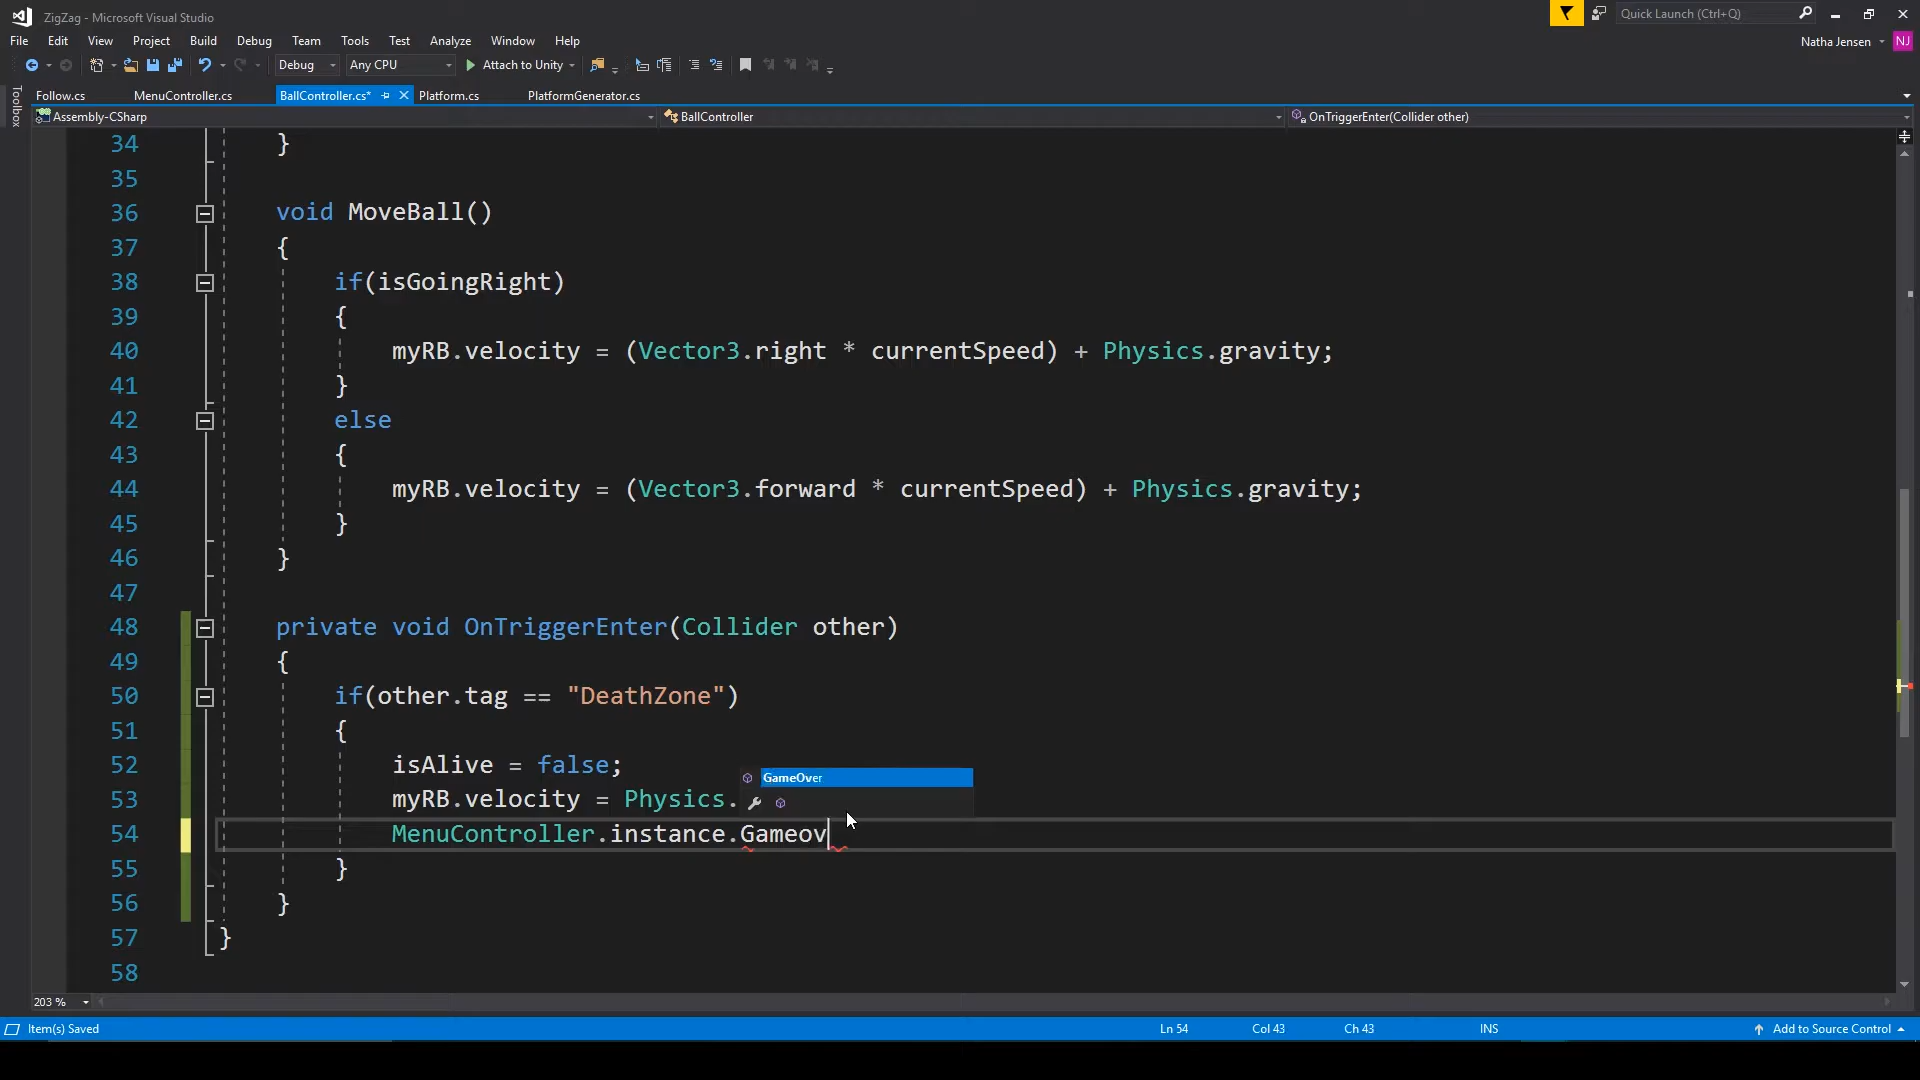 ZigZag - Microsoft Visual Studio
Quick Launch (Ctrl+Q)
File Edit View Project Build Debug Team Tools Test Analyze Window Help
Natha Jensen NJ
Debug Any CPU Attach to Unity
Toolbox
Follow.cs MenuController.cs BallController.cs* Platform.cs PlatformGenerator.cs
Assembly-CSharp BallController OnTriggerEnter(Collider other)
34 }
35
36 void MoveBall()
37 {
38 if(isGoingRight)
39 {
40 myRB.velocity = (Vector3.right * currentSpeed) + Physics.gravity;
41 }
42 else
43 {
44 myRB.velocity = (Vector3.forward * currentSpeed) + Physics.gravity;
45 }
46 }
47
48 private void OnTriggerEnter(Collider other)
49 {
50 if(other.tag == "DeathZone")
51 {
52 isAlive = false;
GameOver
53 myRB.velocity = Physics.
54 MenuController.instance.Gameov
55 }
56 }
57 }
58
203 %
Item(s) Saved Ln 54 Col 43 Ch 43 INS Add to Source Control